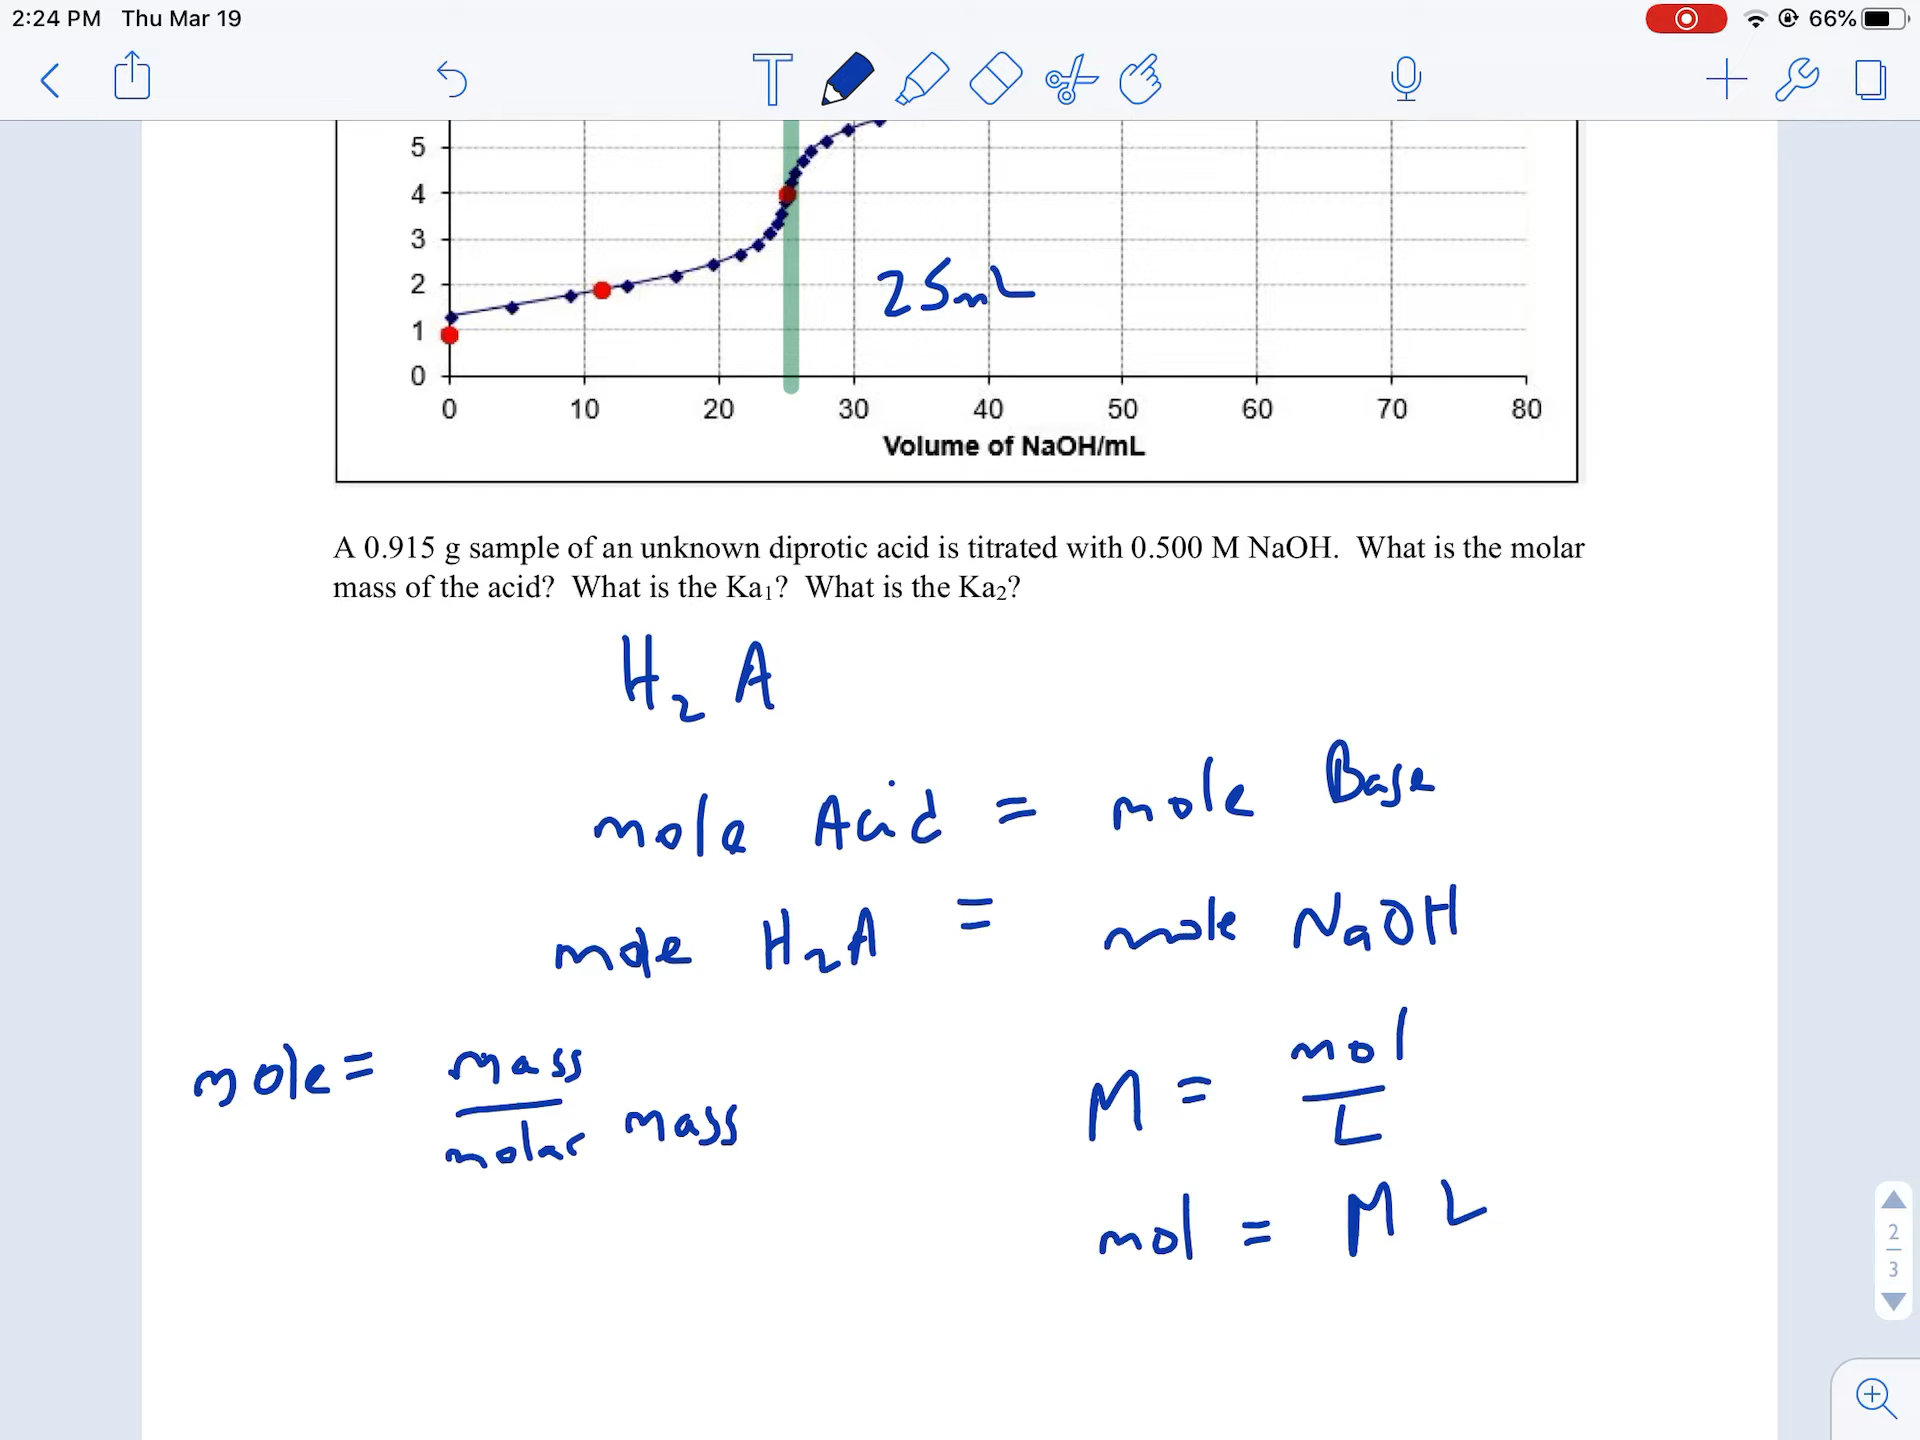 2:24 PM Thu Mar 19 66%
T
5
4
3
2
1
0
25mL
0 10 20 30 40 50 60 70 80
Volume of NaOH/mL
A 0.915 g sample of an unknown diprotic acid is titrated with 0.500 M NaOH. What is the molar
mass of the acid? What is the Ka₁? What is the Ka₂?
H₂A
mole Acid = mole Base
mole H₂A = mole NaOH
mole = mass / molar mass
M = mol / L
mol = M L
2
3